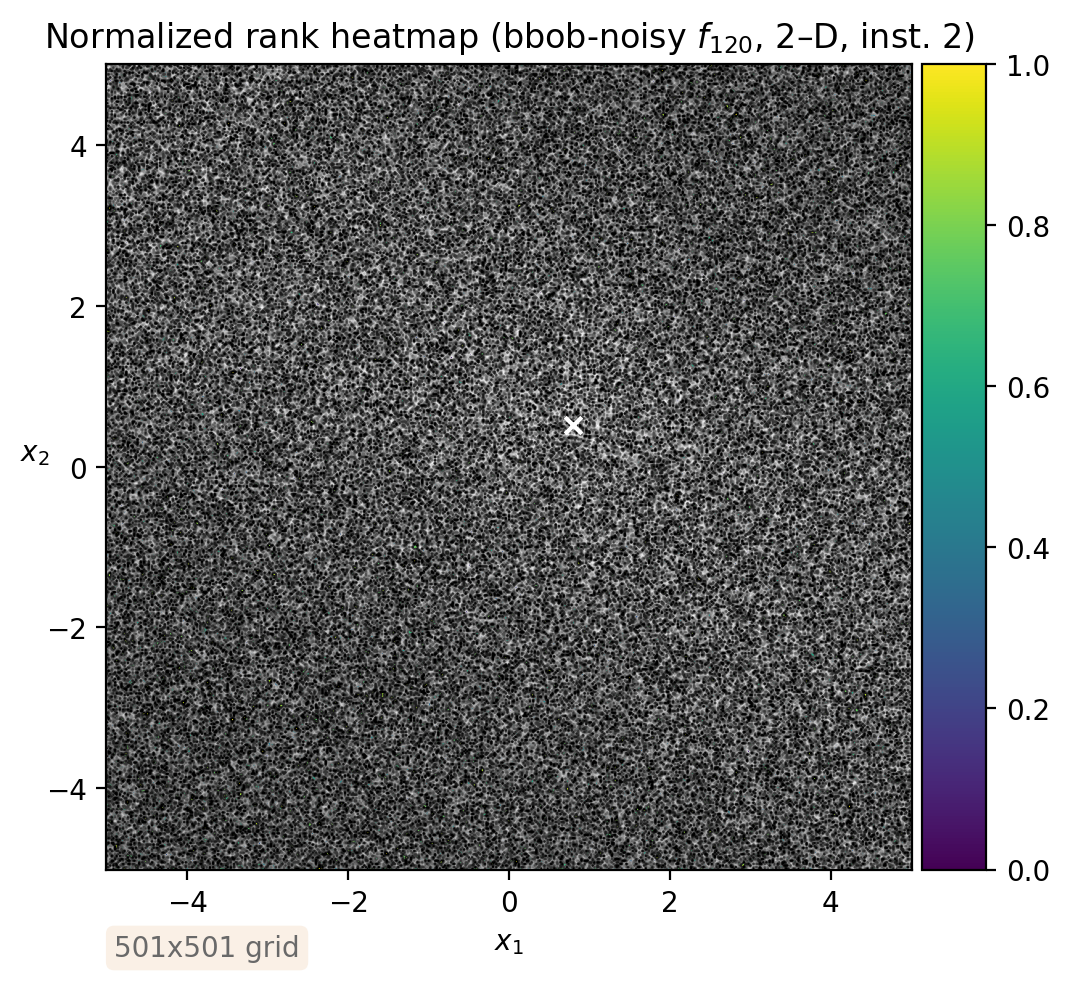 Normalized rank heatmap (bbob-noisy f120, 2–D, inst. 2)
1.0
0.8
0.6
0.4
0.2
0.0
4
2
0
−2
−4
x2
−4 −2 0 2 4
x1
501x501 grid